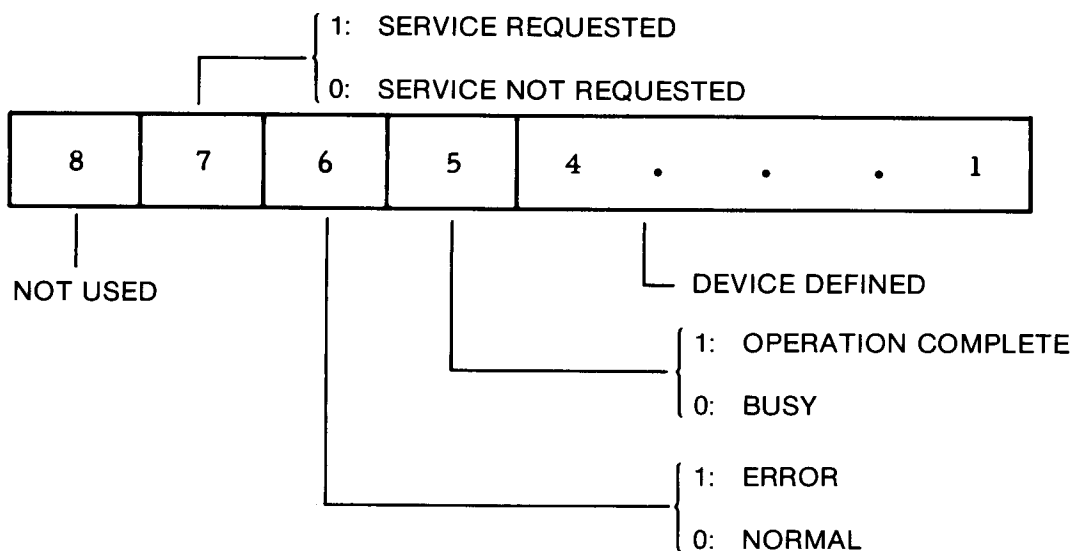 1: SERVICE REQUESTED
0: SERVICE NOT REQUESTED
8 7 6 5 4 . . . 1
NOT USED
DEVICE DEFINED
1: OPERATION COMPLETE
0: BUSY
1: ERROR
0: NORMAL